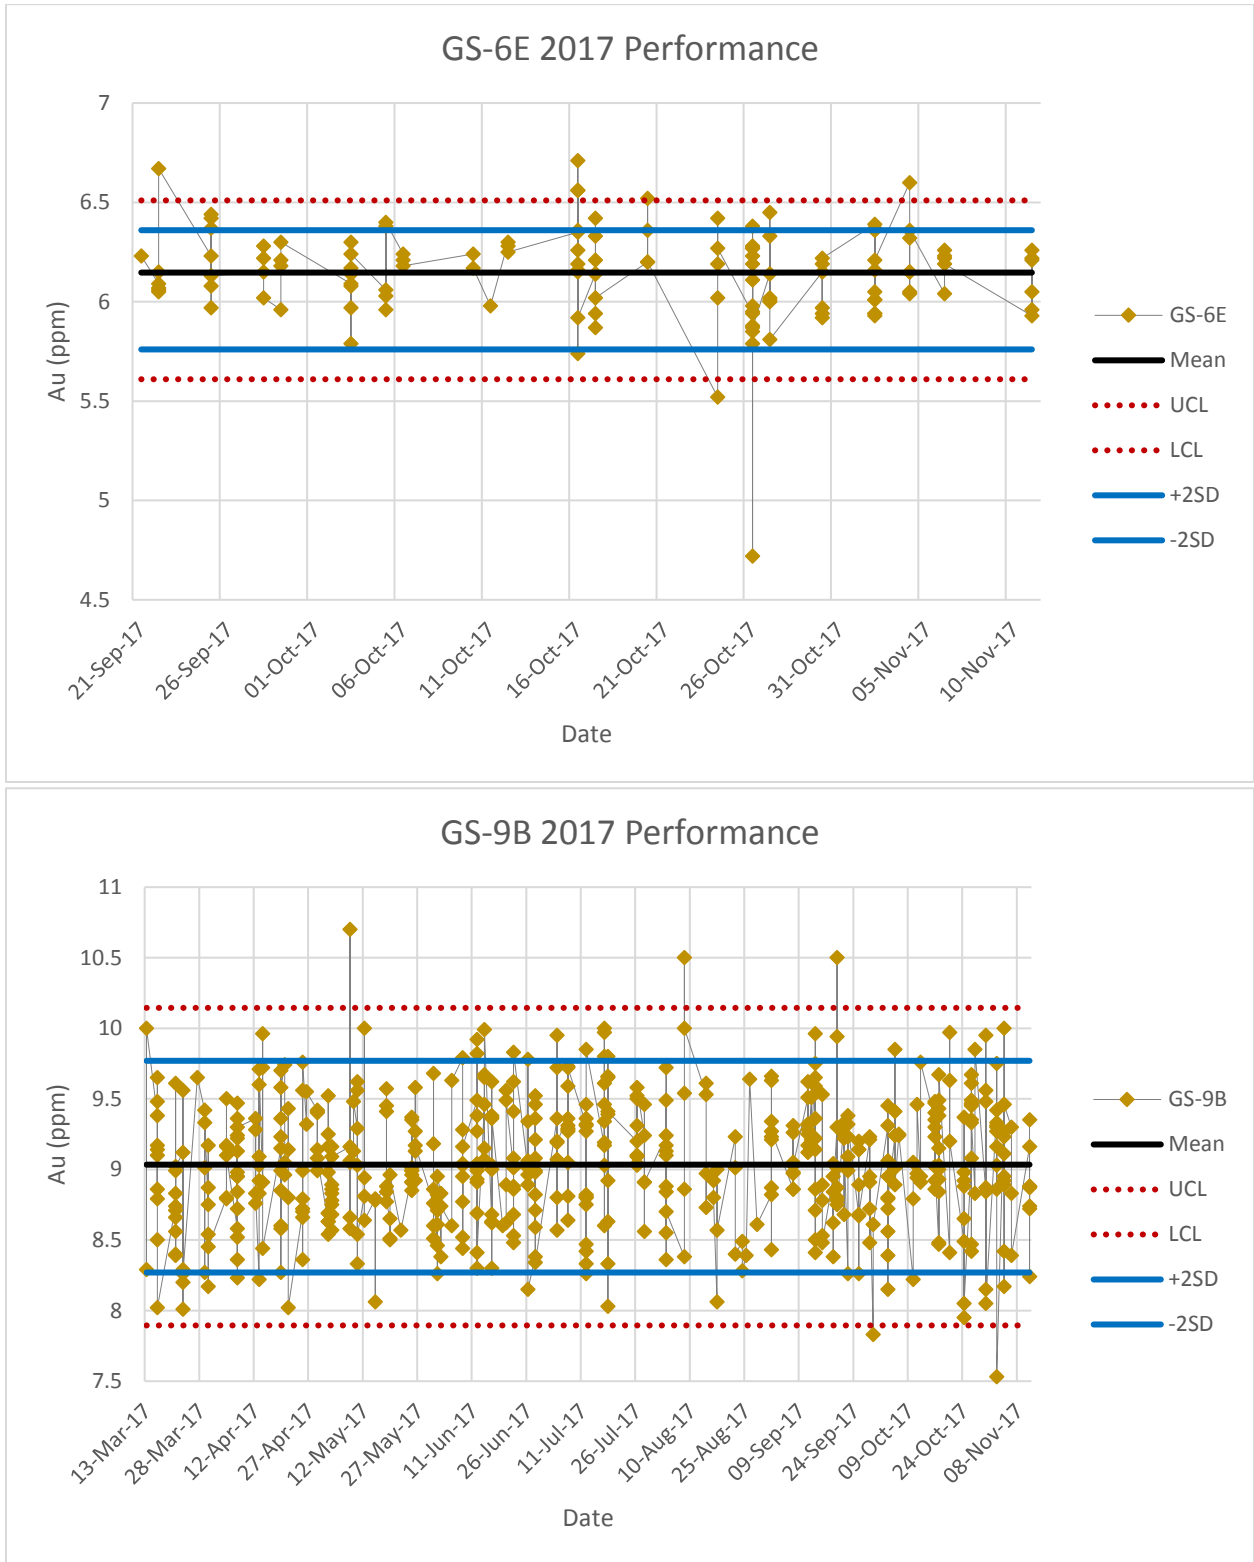 GS-6E 2017 Performance
7
6.5
6
5.5
5
4.5
Au (ppm)
21-Sep-17
26-Sep-17
01-Oct-17
06-Oct-17
11-Oct-17
16-Oct-17
21-Oct-17
26-Oct-17
31-Oct-17
05-Nov-17
10-Nov-17
Date
GS-6E
Mean
UCL
LCL
+2SD
-2SD
GS-9B 2017 Performance
11
10.5
10
9.5
9
8.5
8
7.5
Au (ppm)
13-Mar-17
28-Mar-17
12-Apr-17
27-Apr-17
12-May-17
27-May-17
11-Jun-17
26-Jun-17
11-Jul-17
26-Jul-17
10-Aug-17
25-Aug-17
09-Sep-17
24-Sep-17
09-Oct-17
24-Oct-17
08-Nov-17
Date
GS-9B
Mean
UCL
LCL
+2SD
-2SD